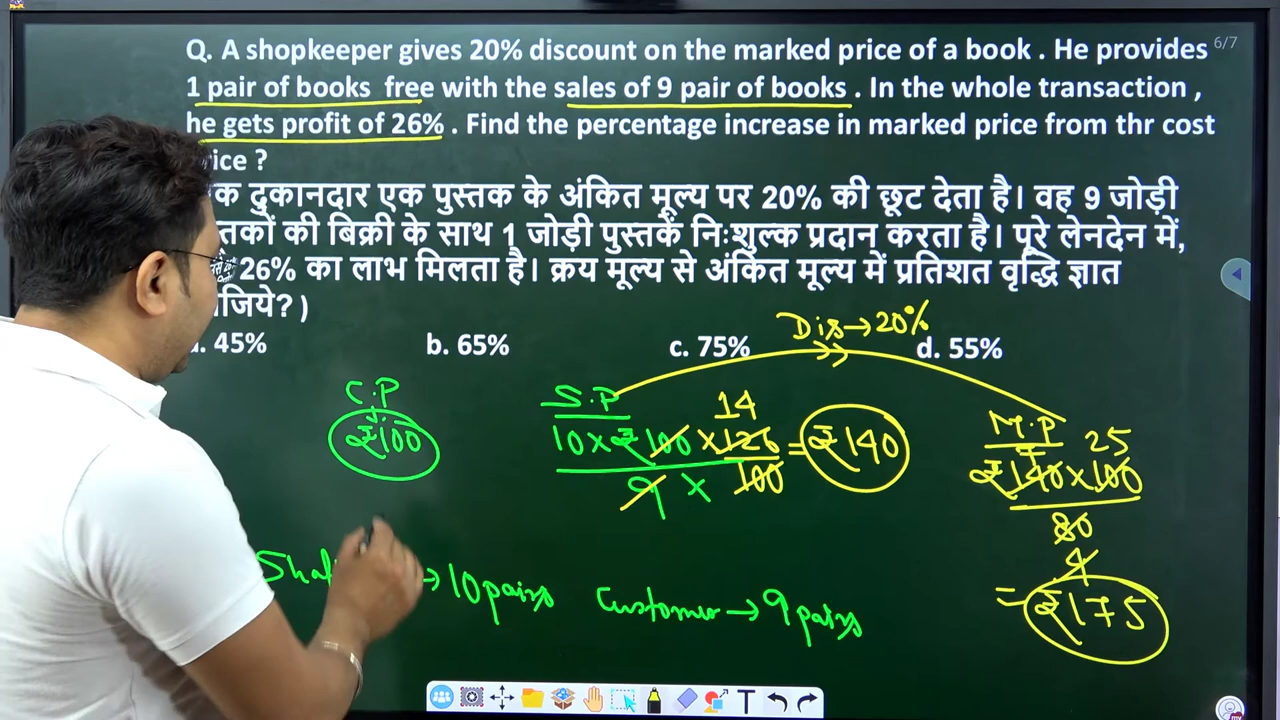 Q. A shopkeeper gives 20% discount on the marked price of a book . He provides
6/7
1 pair of books free with the sales of 9 pair of books . In the whole transaction ,
he gets profit of 26% . Find the percentage increase in marked price from thr cost
ice ?
क दुकानदार एक पुस्तक के अंकित मूल्य पर 20% की छूट देता है। वह 9 जोड़ी
तकों की बिक्री के साथ 1 जोड़ी पुस्तकें निःशुल्क प्रदान करता है। पूरे लेनदेन में,
26% का लाभ मिलता है। क्रय मूल्य से अंकित मूल्य में प्रतिशत वृद्धि ज्ञात
जिये? )
. 45%
b. 65%
c. 75%
d. 55%
Dis→20%
C.P
₹100
S.P
14
10 x ₹ 100 x 126
9 x 100
= ₹140
M.P
25
₹ 140 x 100
80
4
= ₹175
→ 10 pairs
Customer → 9 pairs
T